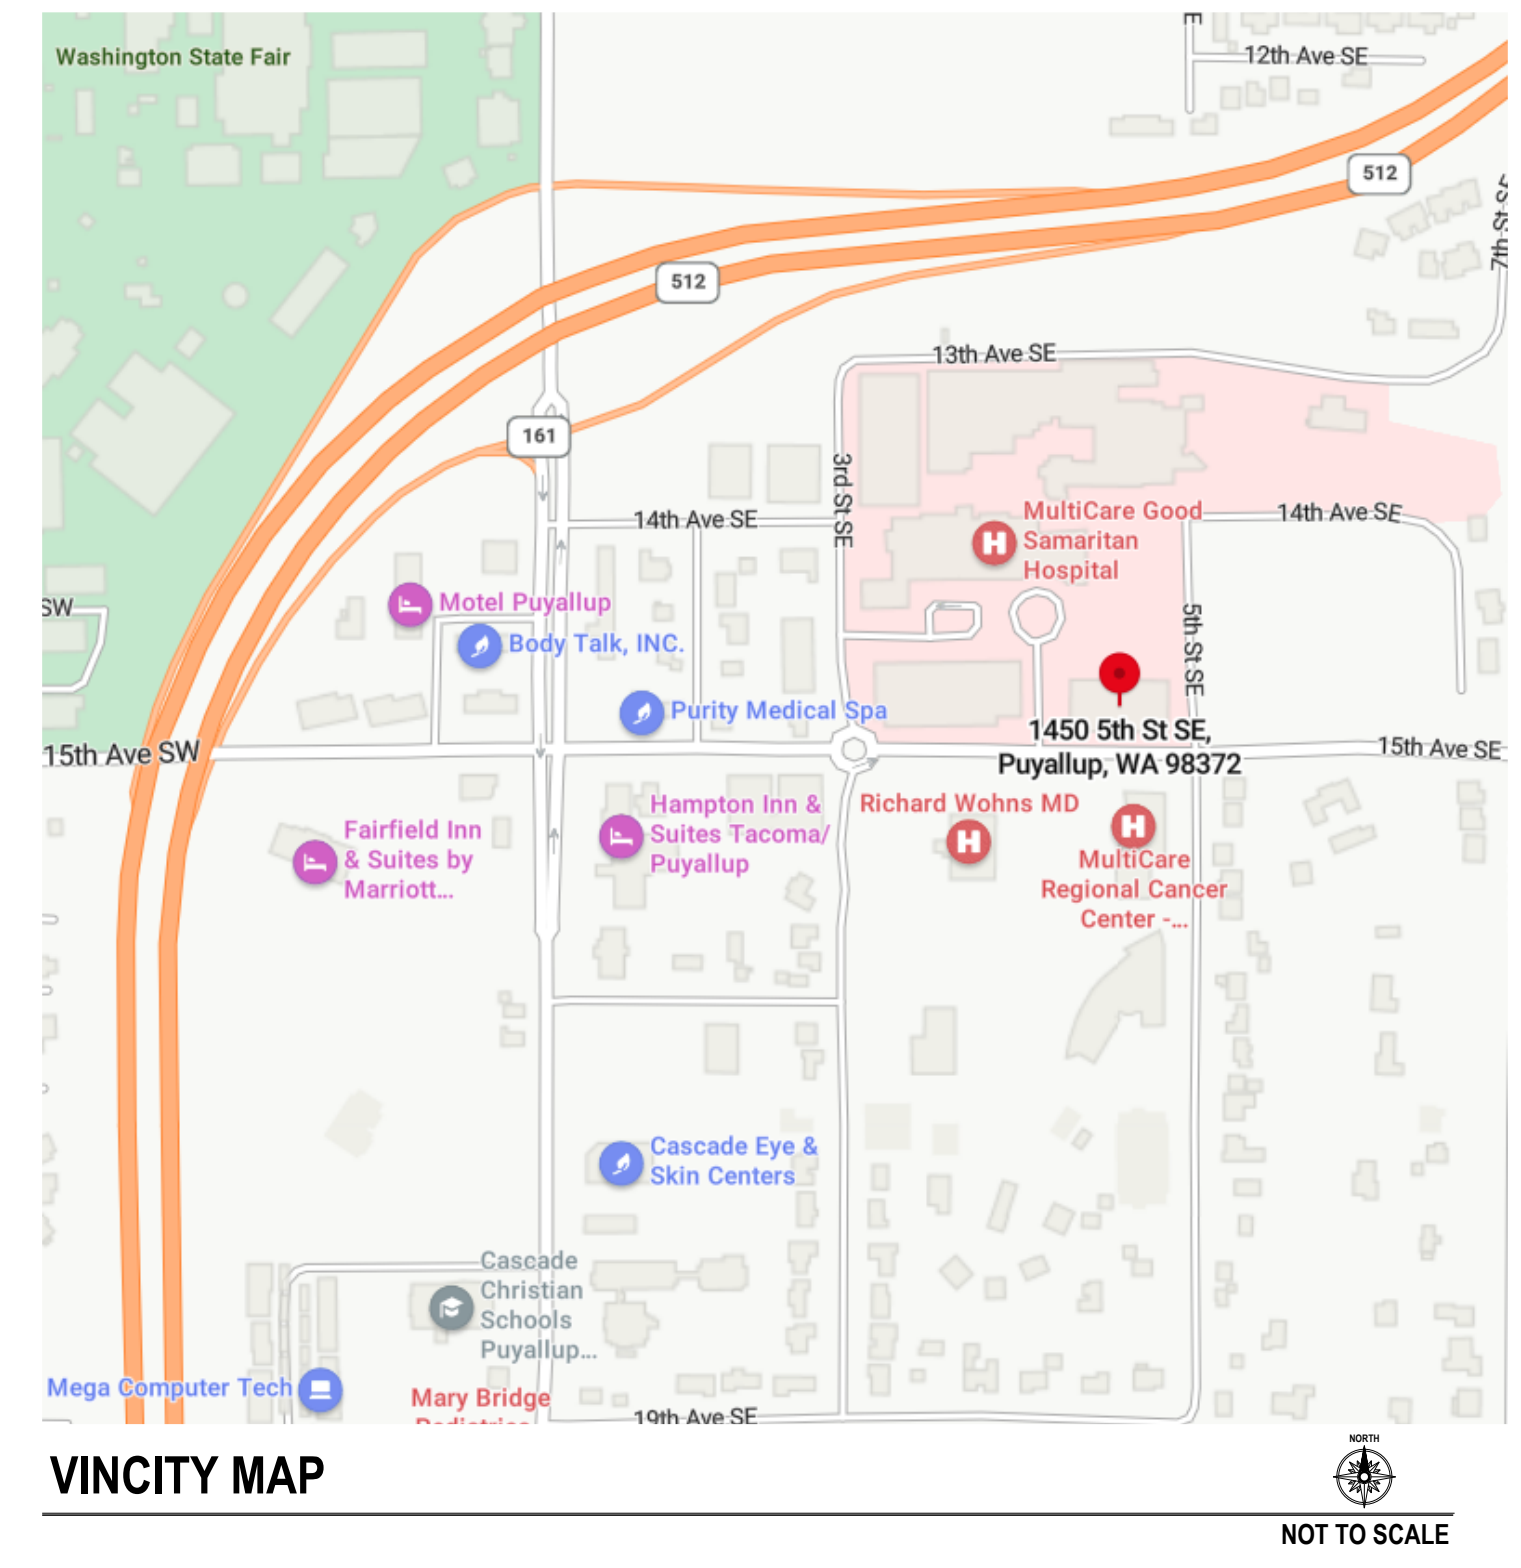 Washington State Fair
E
12th Ave SE
512
7th St SE
512
13th Ave SE
161
3rd St SE
14th Ave SE
MultiCare Good
Samaritan
Hospital
14th Ave SE
SW
Motel Puyallup
Body Talk, INC.
5th St SE
Purity Medical Spa
1450 5th St SE,
Puyallup, WA 98372
15th Ave SW
15th Ave SE
Hampton Inn &
Suites Tacoma/
Puyallup
Richard Wohns MD
Fairfield Inn
& Suites by
Marriott...
MultiCare
Regional Cancer
Center -...
Cascade Eye &
Skin Centers
Cascade
Christian
Schools
Puyallup...
Mega Computer Tech
Mary Bridge
Pediatrics
19th Ave SE
VINCITY MAP
NORTH
NOT TO SCALE